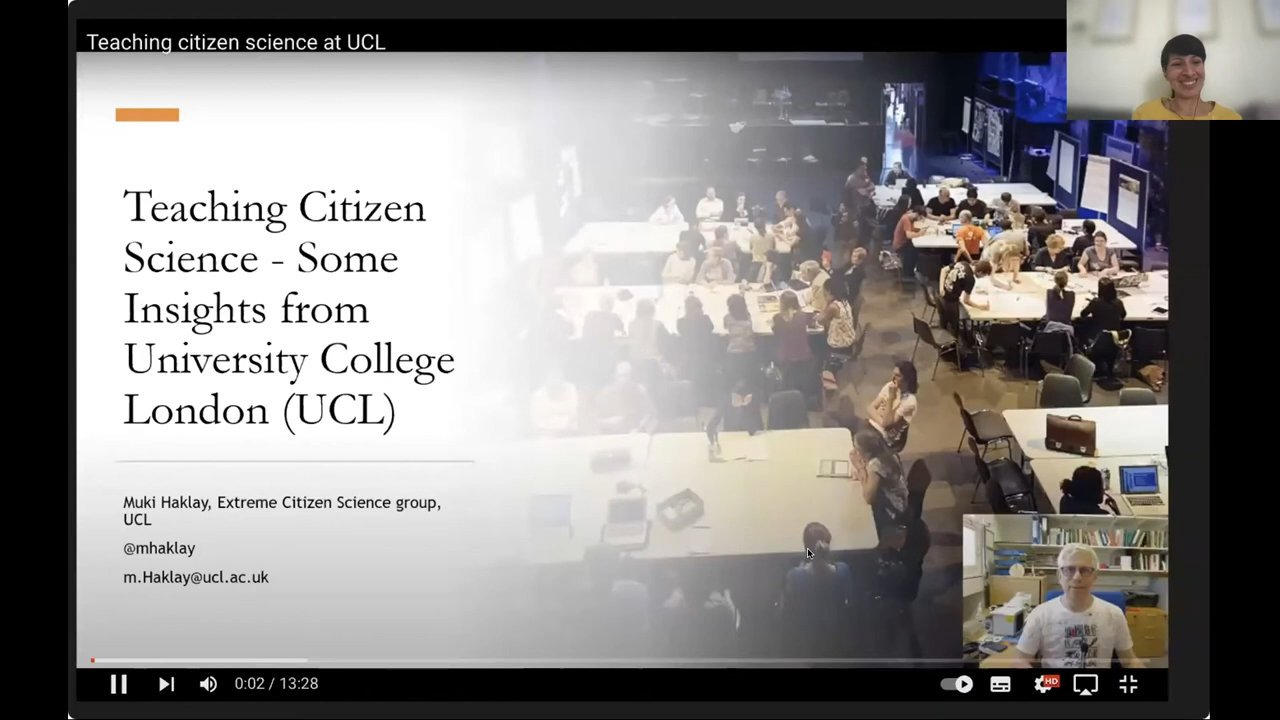 Teaching citizen science at UCL
Teaching Citizen
Science - Some
Insights from
University College
London (UCL)
Muki Haklay, Extreme Citizen Science group,
UCL
@mhaklay
m.Haklay@ucl.ac.uk
0:02 / 13:28
HD